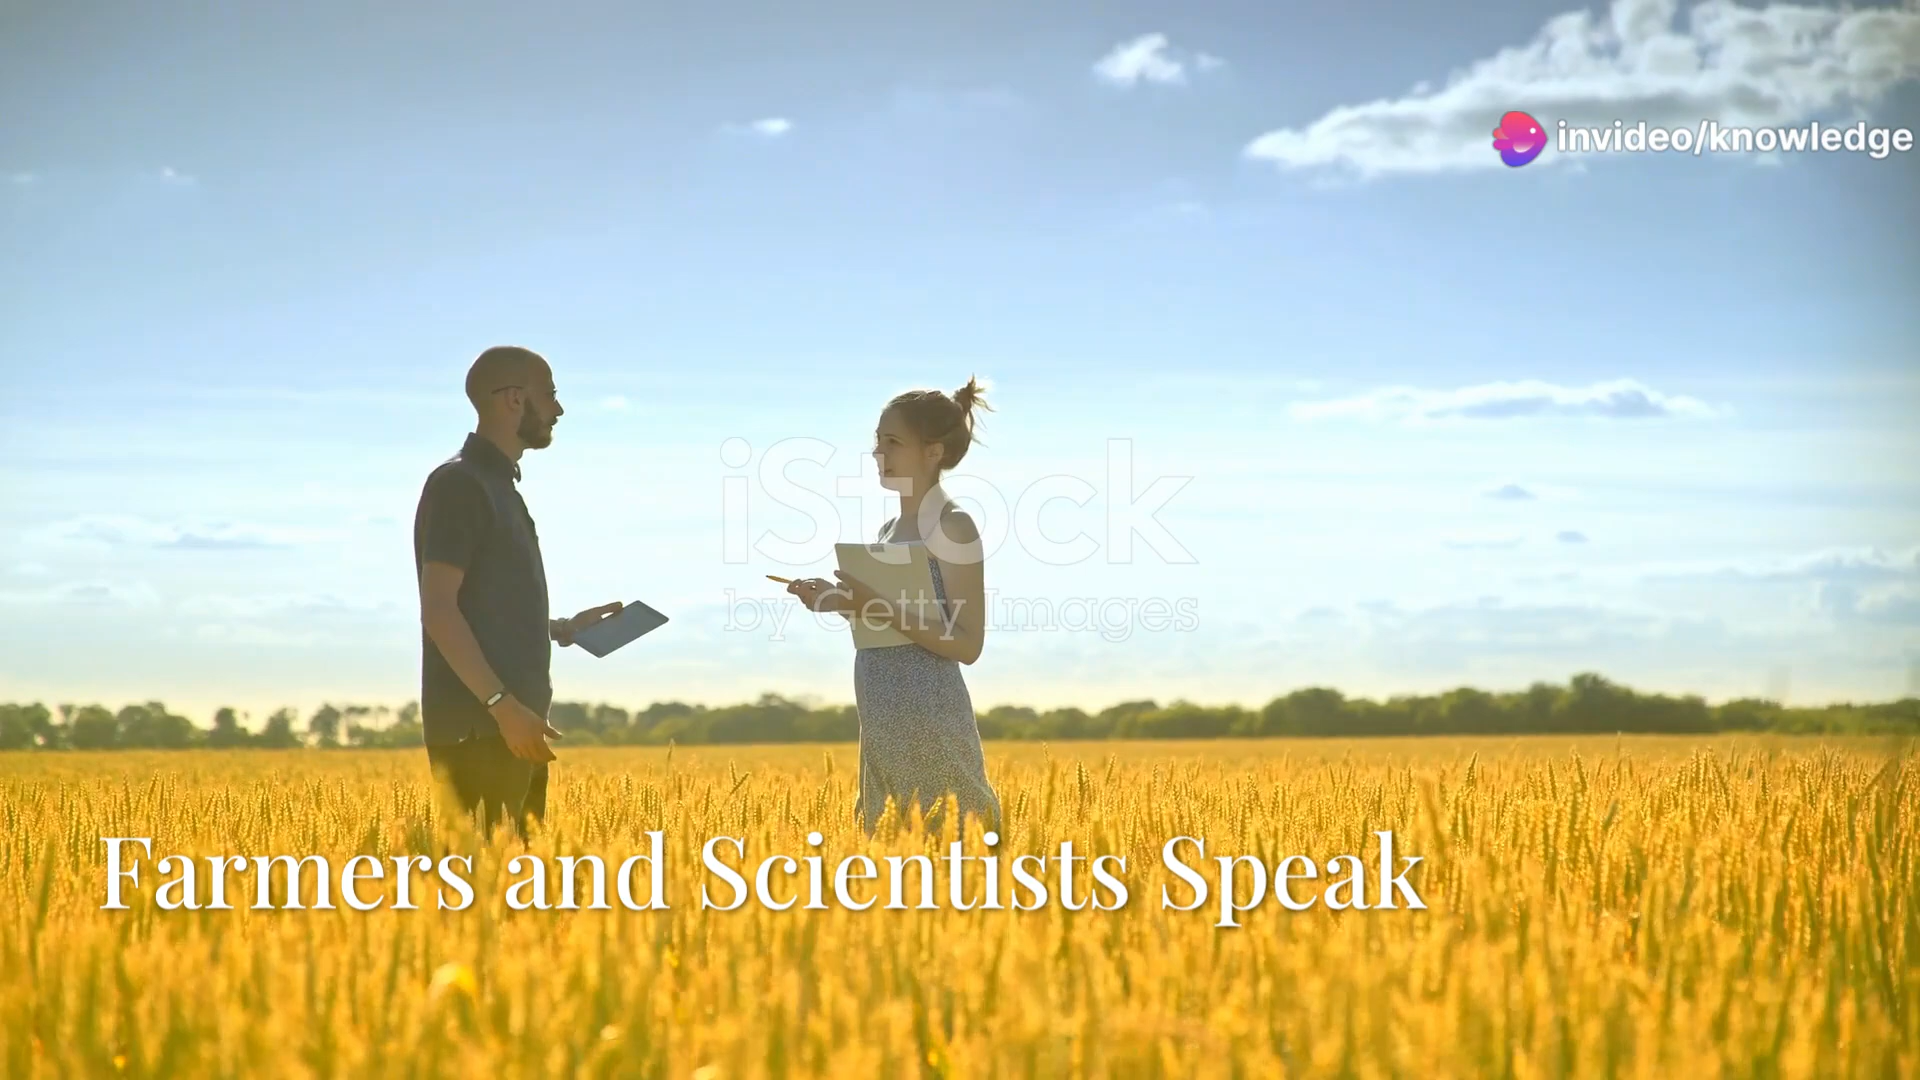 invideo/knowledge
iStock
by Getty Images
Farmers and Scientists Speak